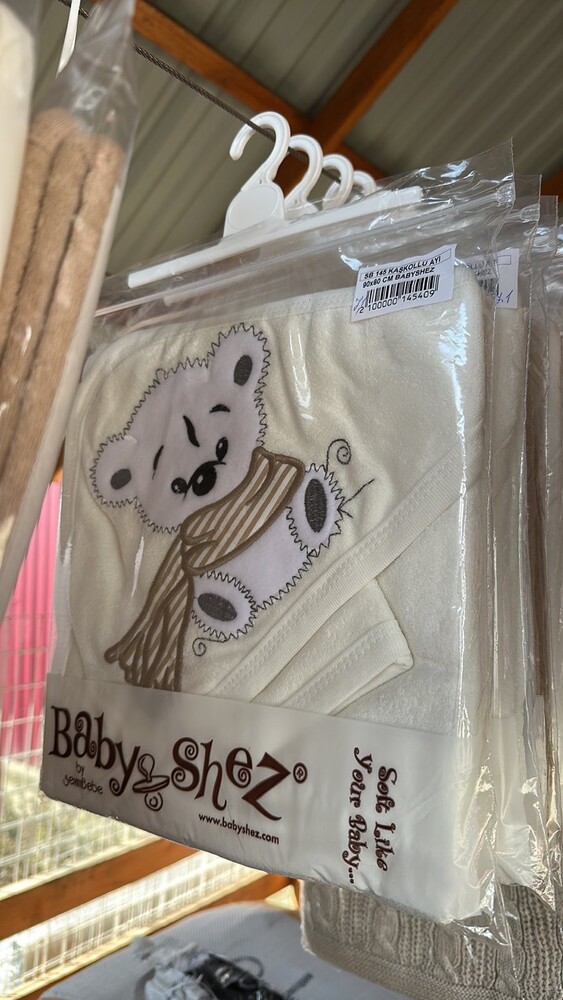 SB 145 KAŞKOLLU AYI
90x80 CM BABYSHEZ
2 100000 145409
Baby Shez®
by
www.babyshez.com
Soft Like
Your Baby...